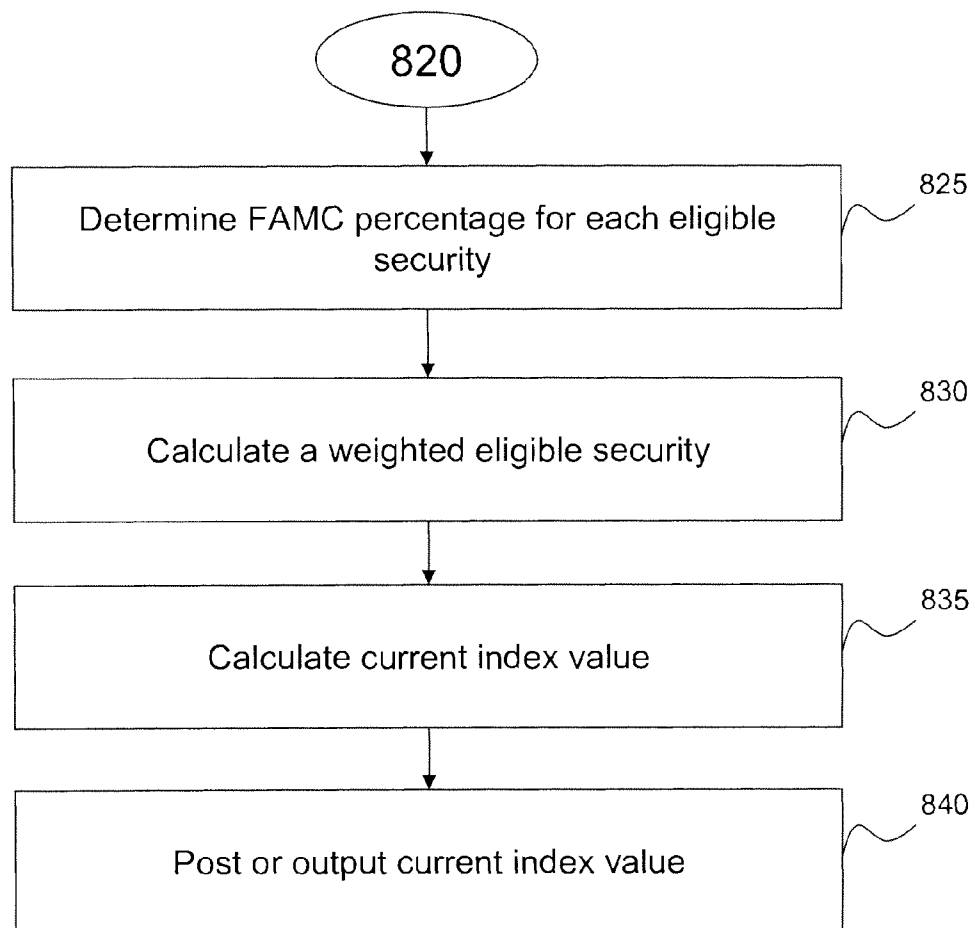 820
825
Determine FAMC percentage for each eligible
security
830
Calculate a weighted eligible security
835
Calculate current index value
840
Post or output current index value